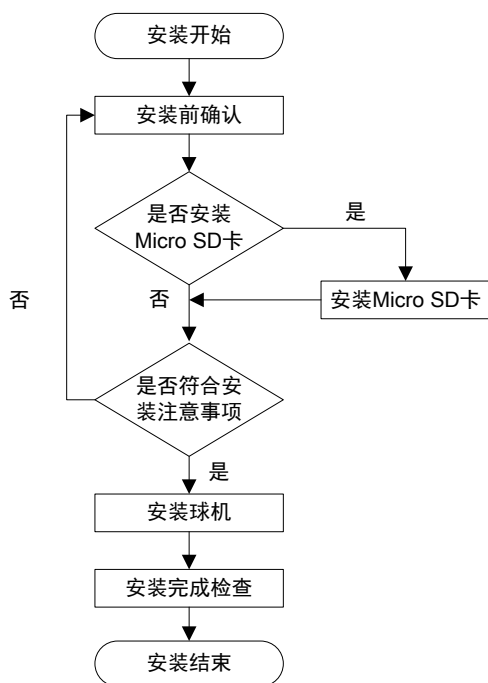 安装开始
安装前确认
是否安装
Micro SD卡
是
安装Micro SD卡
否
否
是否符合安
装注意事项
是
安装球机
安装完成检查
安装结束